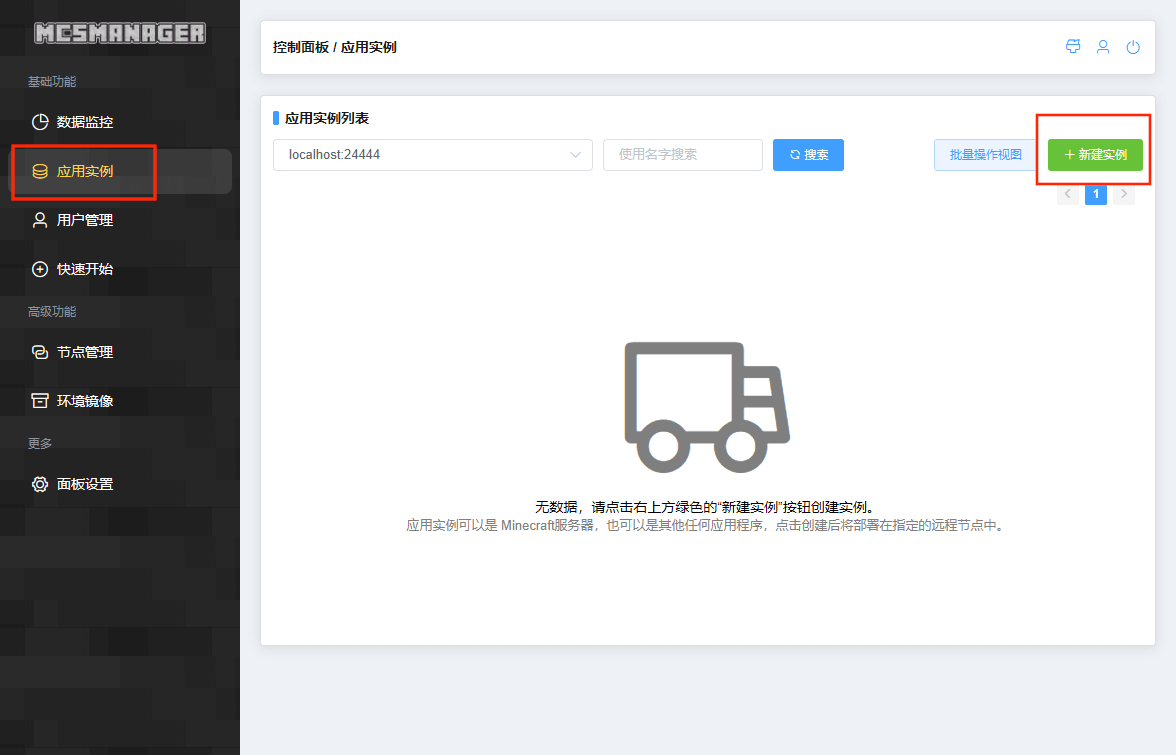 MCSMANAGER
基础功能
数据监控
应用实例
用户管理
快速开始
高级功能
节点管理
环境镜像
更多
面板设置
控制面板 / 应用实例
应用实例列表
localhost:24444
使用名字搜索
搜索
批量操作视图
新建实例
1
无数据，请点击右上方绿色的“新建实例”按钮创建实例。
应用实例可以是 Minecraft服务器，也可以是其他任何应用程序，点击创建后将部署在指定的远程节点中。